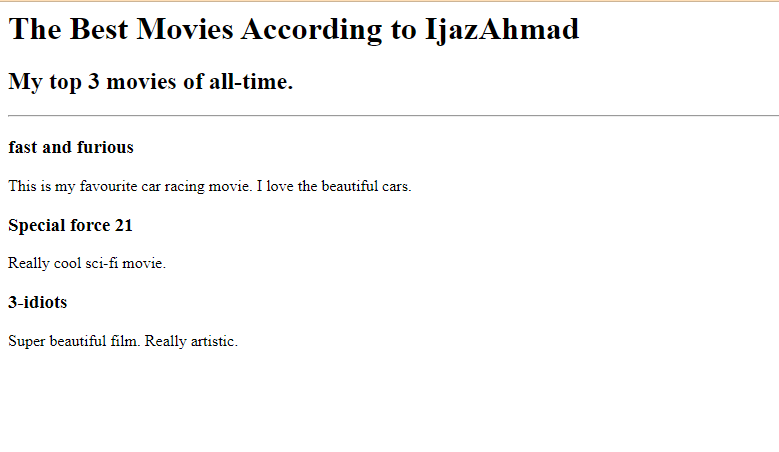 The Best Movies According to IjazAhmad
My top 3 movies of all-time.
fast and furious
This is my favourite car racing movie. I love the beautiful cars.
Special force 21
Really cool sci-fi movie.
3-idiots
Super beautiful film. Really artistic.